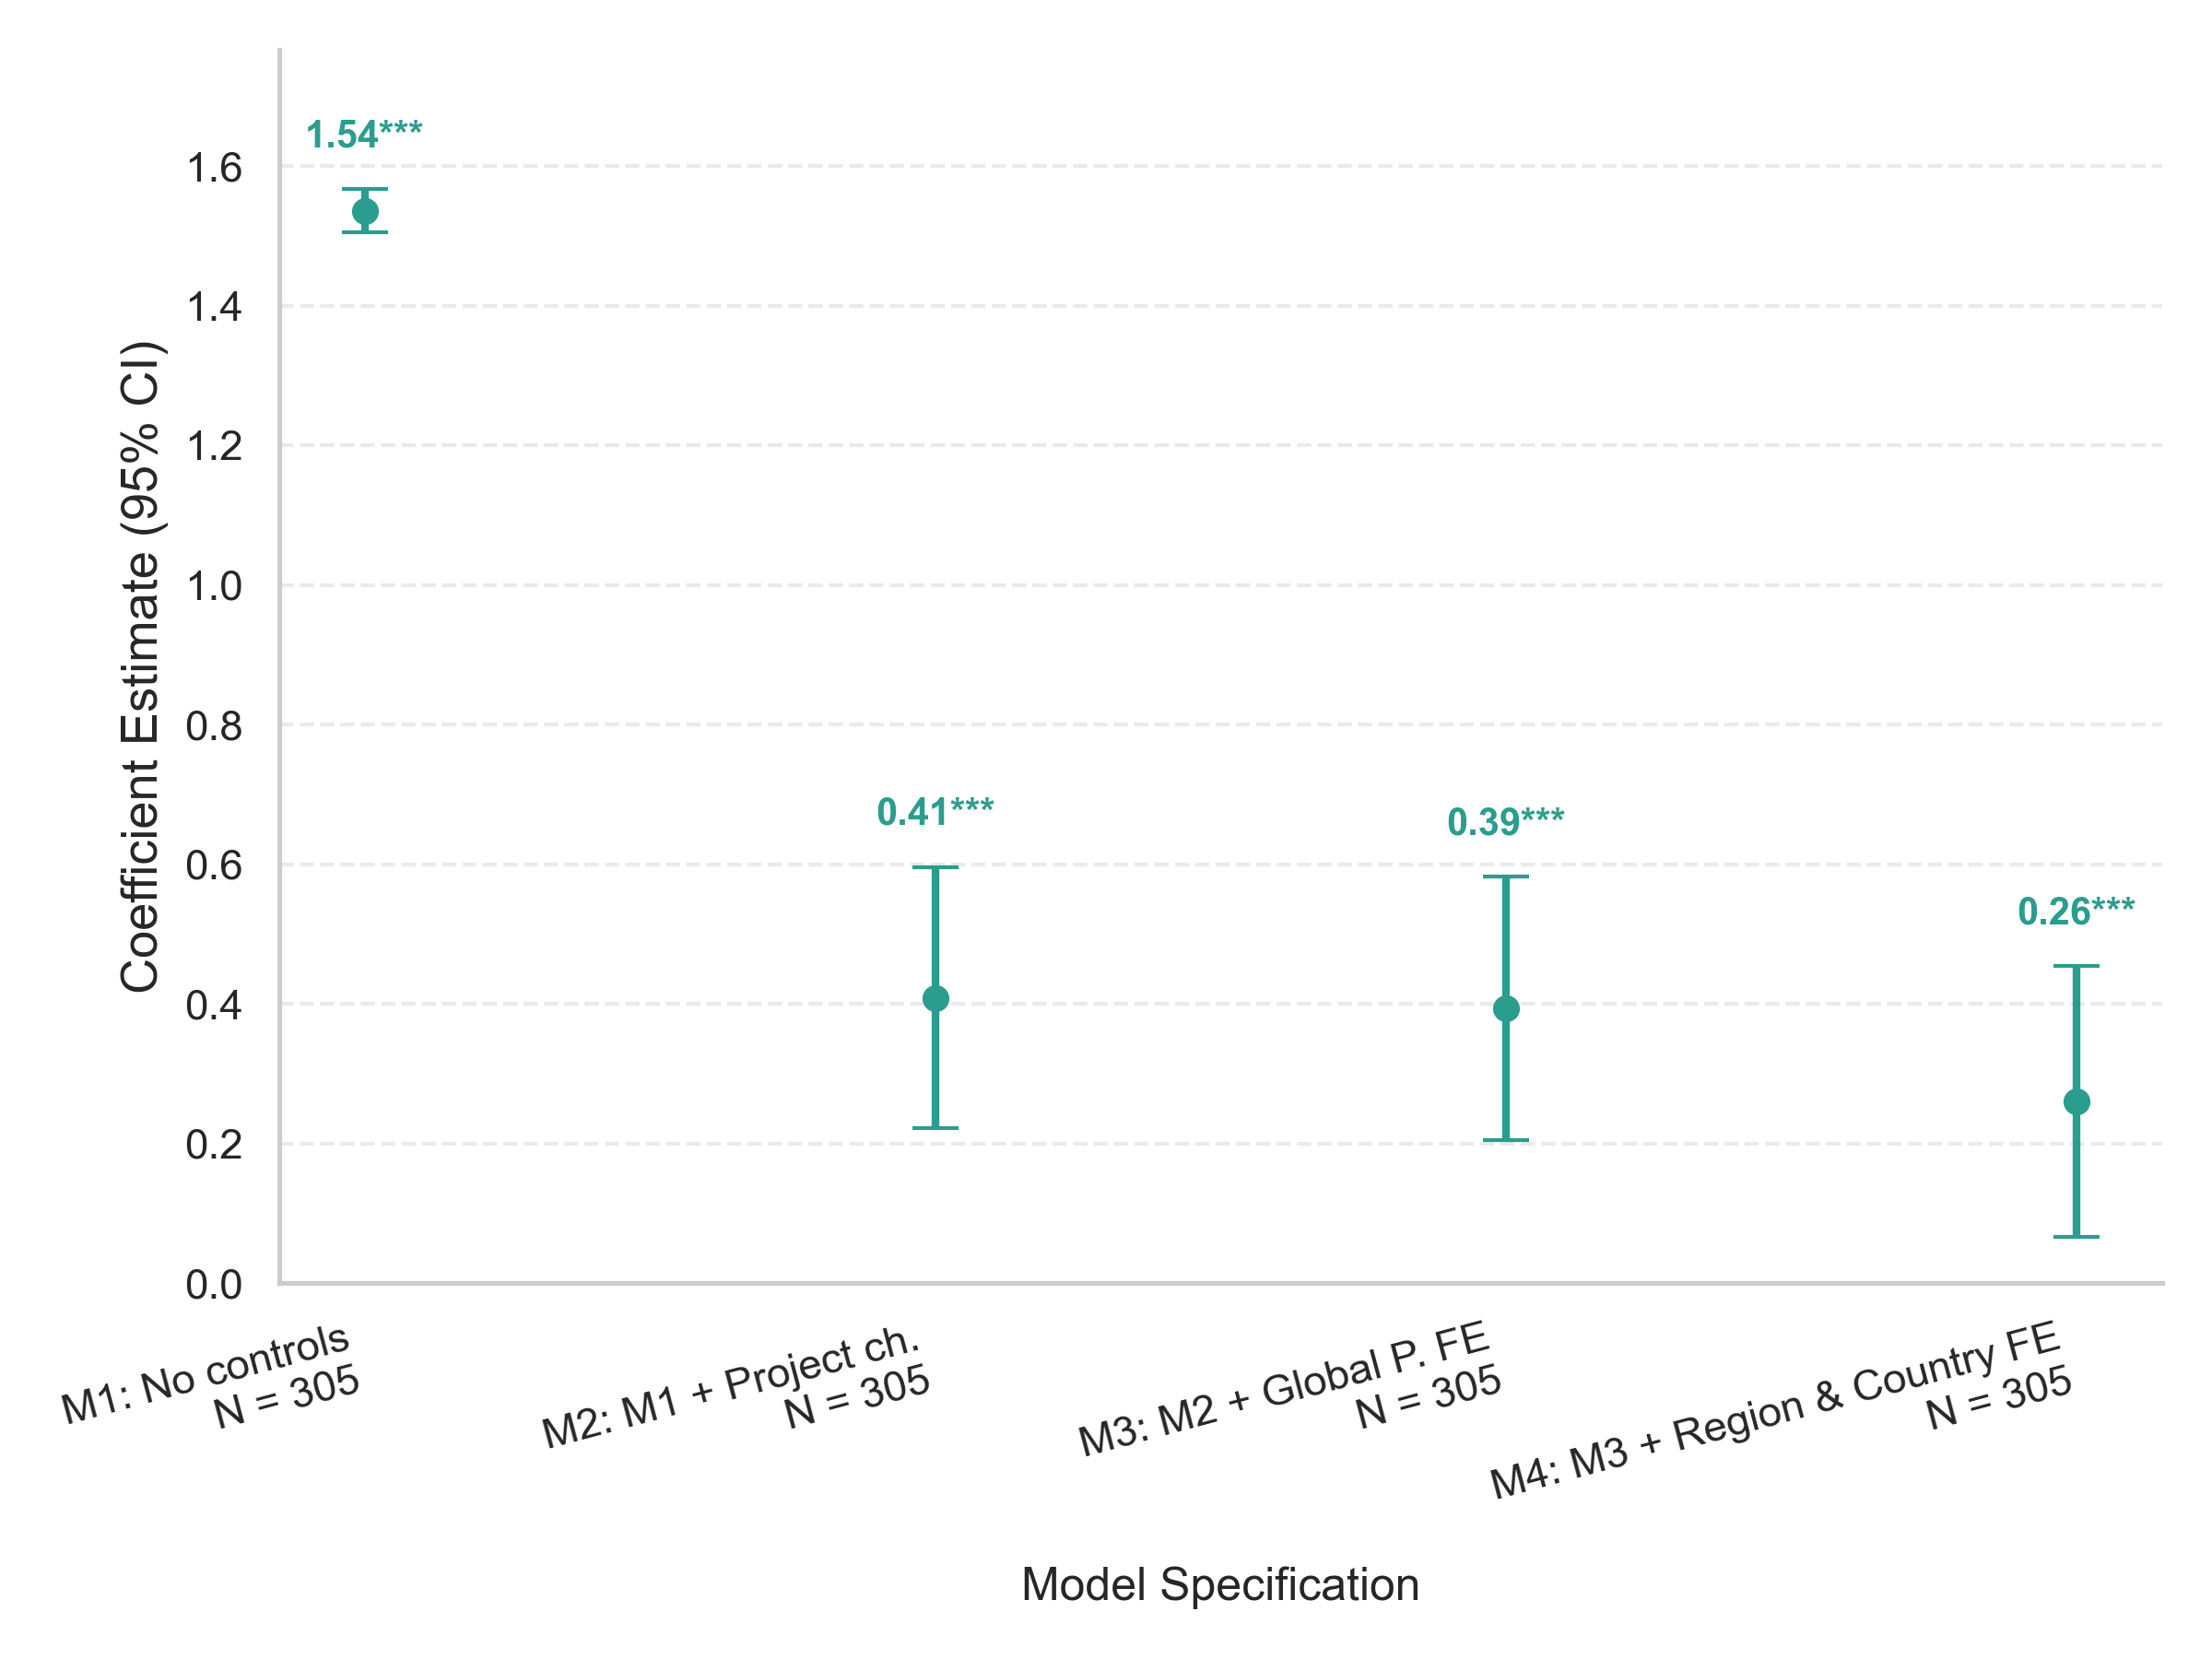 Coefficient Estimate (95% CI)
1.6
1.4
1.2
1.0
0.8
0.6
0.4
0.2
0.0
1.54***
0.41***
0.39***
0.26***
M1: No controls
N = 305
M2: M1 + Project ch.
N = 305
M3: M2 + Global P. FE
N = 305
M4: M3 + Region & Country FE
N = 305
Model Specification